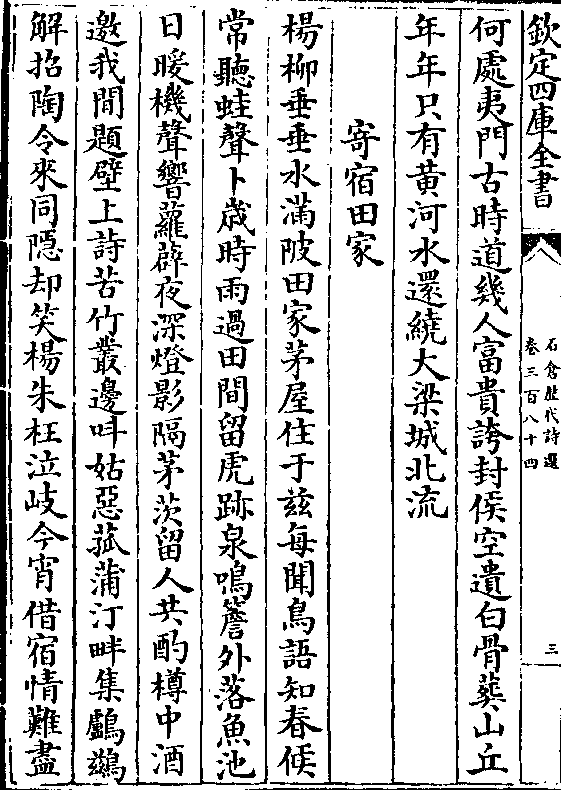 欽定四庫全書
石倉歷代詩選
卷三百八十四
三
何處夷門古時道幾人富貴誇封侯空遺白骨葬山丘
年年只有黄河水還繞大梁城北流
寄宿田家
楊柳垂垂水滿陂田家茅屋住于兹每聞鳥語知春候
常聽蛙聲卜歳時雨過田間留虎跡泉鳴簷外落魚池
日暖機聲響蘿薜夜深燈影隔茅茨留人共酌樽中酒
邀我閒題壁上詩苦竹叢邊呌姑惡菰蒲汀畔集鸕鷀
解招陶令來同隱却笑楊朱枉泣岐今宵借宿情難盡